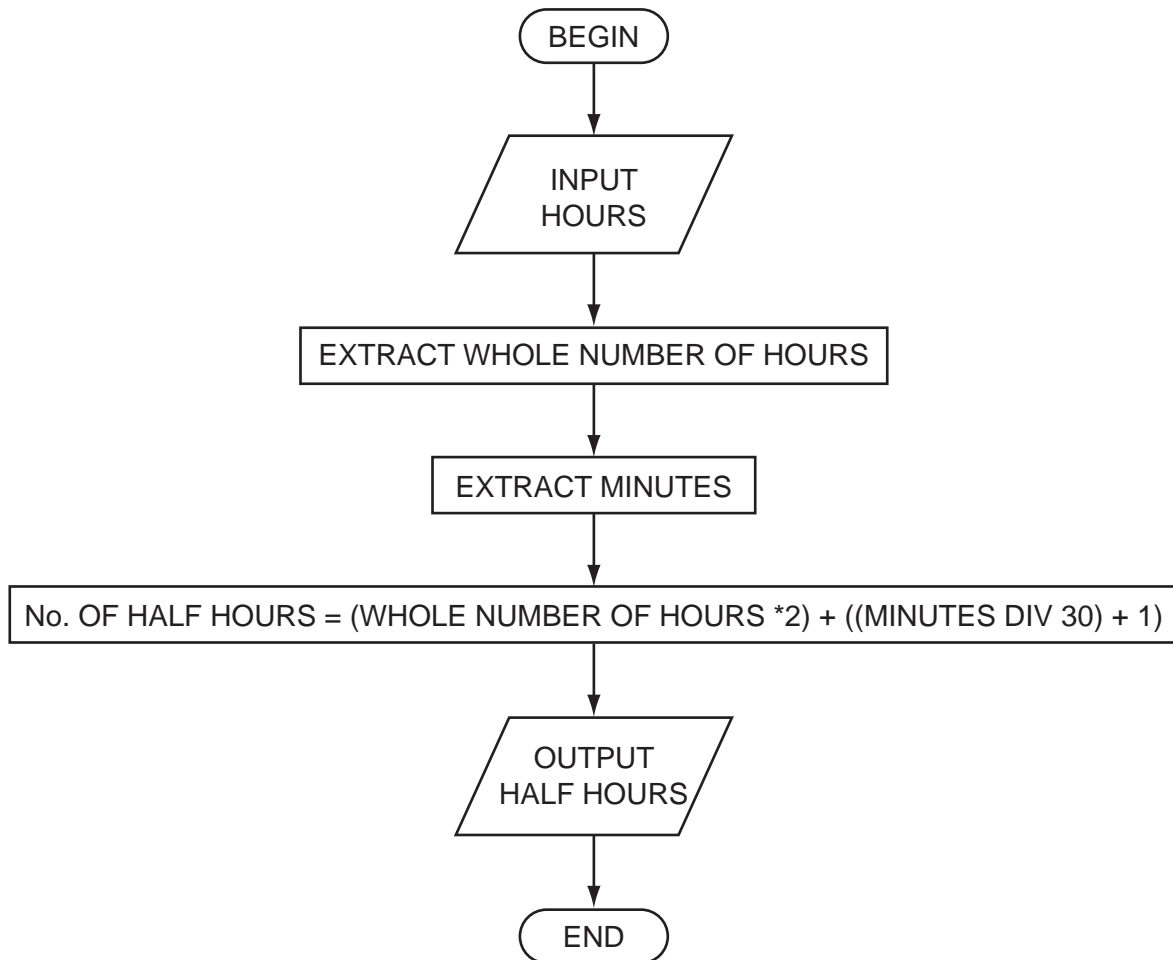 BEGIN
INPUT
HOURS
EXTRACT WHOLE NUMBER OF HOURS
EXTRACT MINUTES
No. OF HALF HOURS = (WHOLE NUMBER OF HOURS *2) + ((MINUTES DIV 30) + 1)
OUTPUT
HALF HOURS
END